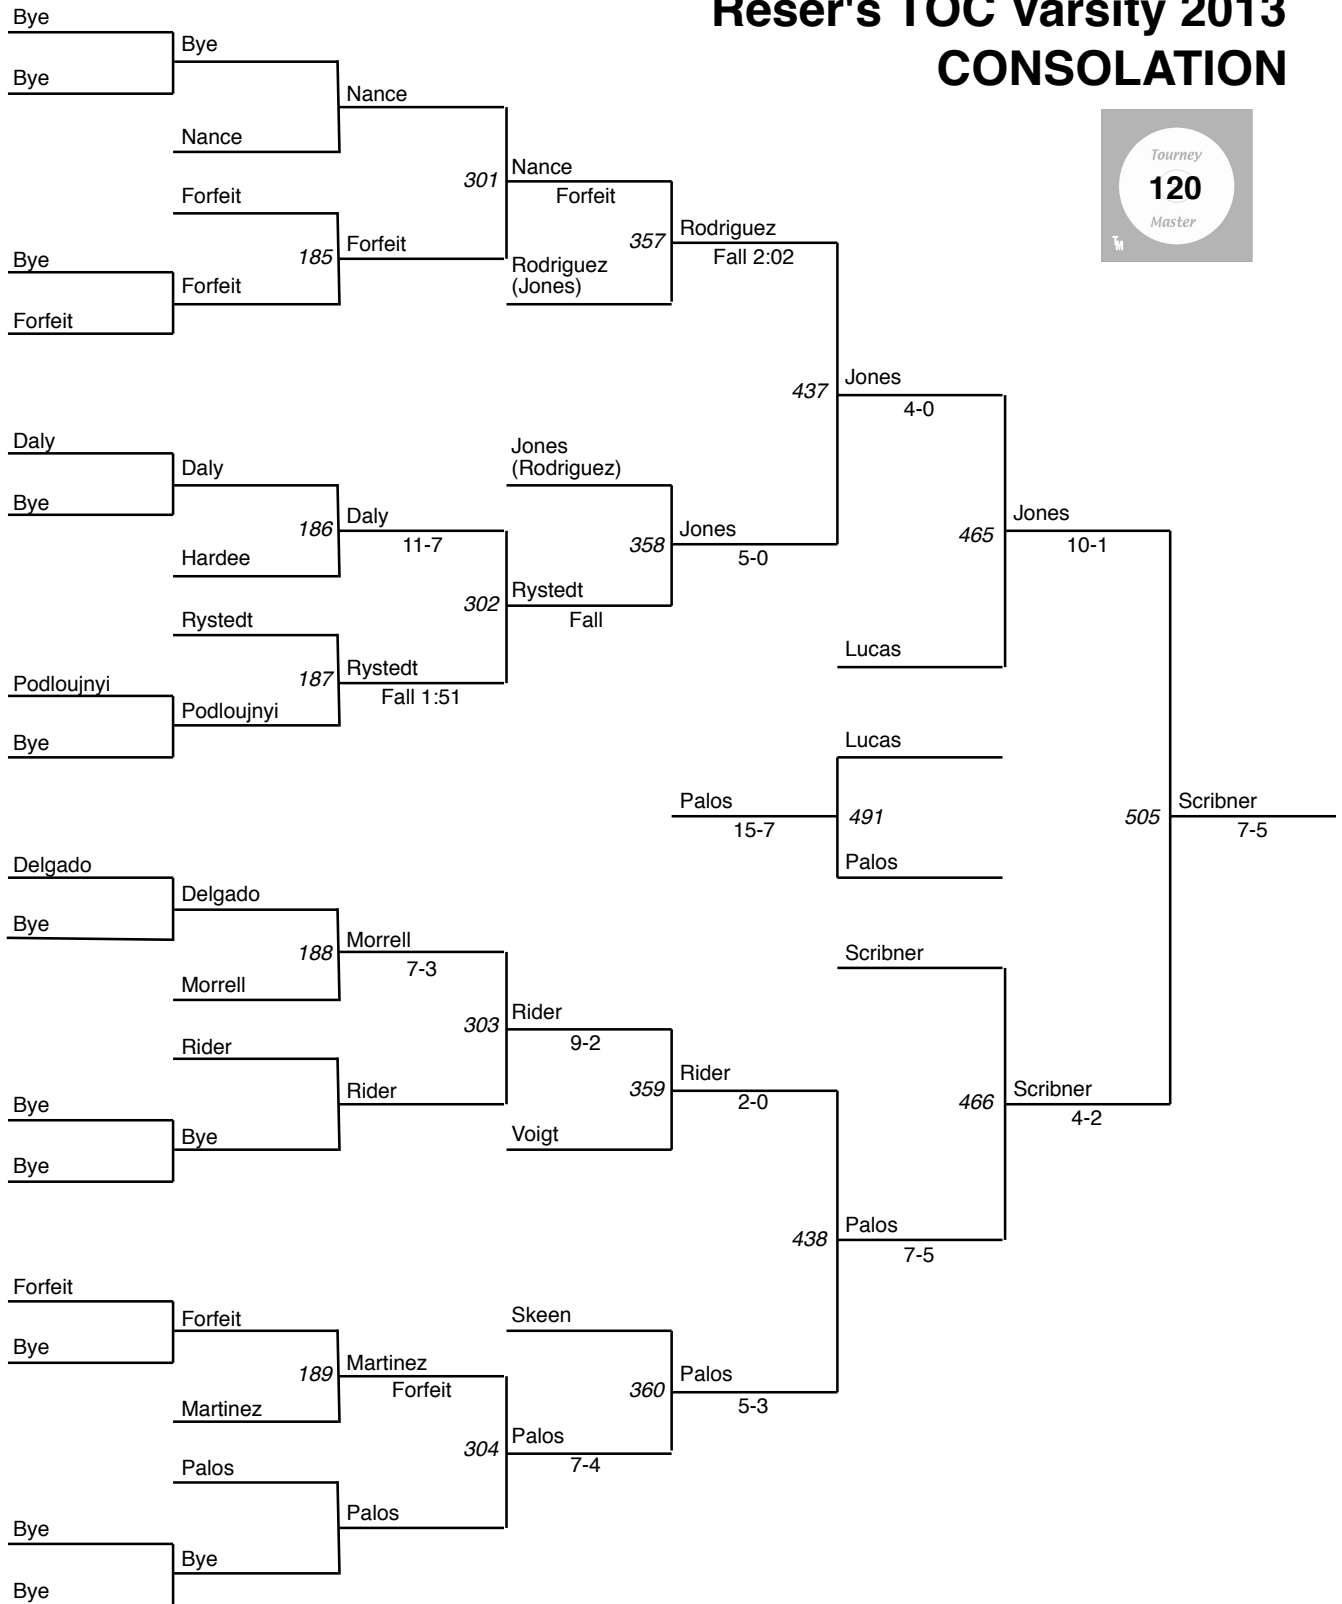 Reser's TOC Varsity 2013
CONSOLATION
Tourney
120
Master
TM
Bye
Bye
Bye
Nance
Nance
Forfeit
301
Nance
Forfeit
185
Forfeit
357
Rodriguez
Fall 2:02
Bye
Forfeit
Forfeit
Rodriguez
(Jones)
437
Jones
4-0
Daly
Daly
Bye
186
Daly
11-7
Hardee
Jones
(Rodriguez)
358
Jones
5-0
302
Rystedt
Fall
465
Jones
10-1
Rystedt
187
Rystedt
Fall 1:51
Podloujnyi
Podloujnyi
Bye
Lucas
Lucas
Palos
15-7
491
Palos
505
Scribner
7-5
Delgado
Delgado
Bye
188
Morrell
7-3
Morrell
Scribner
303
Rider
9-2
Rider
Rider
359
Rider
2-0
466
Scribner
4-2
Bye
Bye
Bye
Voigt
438
Palos
7-5
Forfeit
Forfeit
Bye
Skeen
189
Martinez
Forfeit
360
Palos
5-3
Martinez
304
Palos
7-4
Palos
Palos
Bye
Bye
Bye